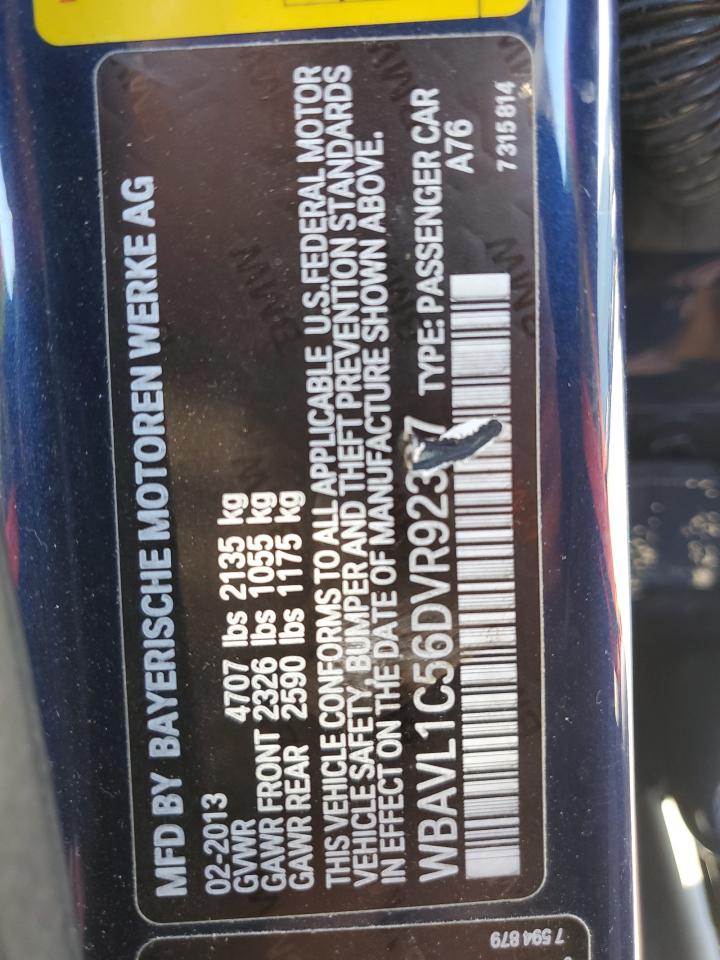 MFD BY BAYERISCHE MOTOREN WERKE AG
02-2013
GVWR 4707 lbs 2135 kg
GAWR FRONT 2326 lbs 1055 kg
GAWR REAR 2590 lbs 1175 kg
THIS VEHICLE CONFORMS TO ALL APPLICABLE U.S.FEDERAL MOTOR
VEHICLE SAFETY, BUMPER AND THEFT PREVENTION STANDARDS
IN EFFECT ON THE DATE OF MANUFACTURE SHOWN ABOVE.
WBAVL1C56DVR923 7 TYPE: PASSENGER CAR
A76
7 315 814
7 594 879